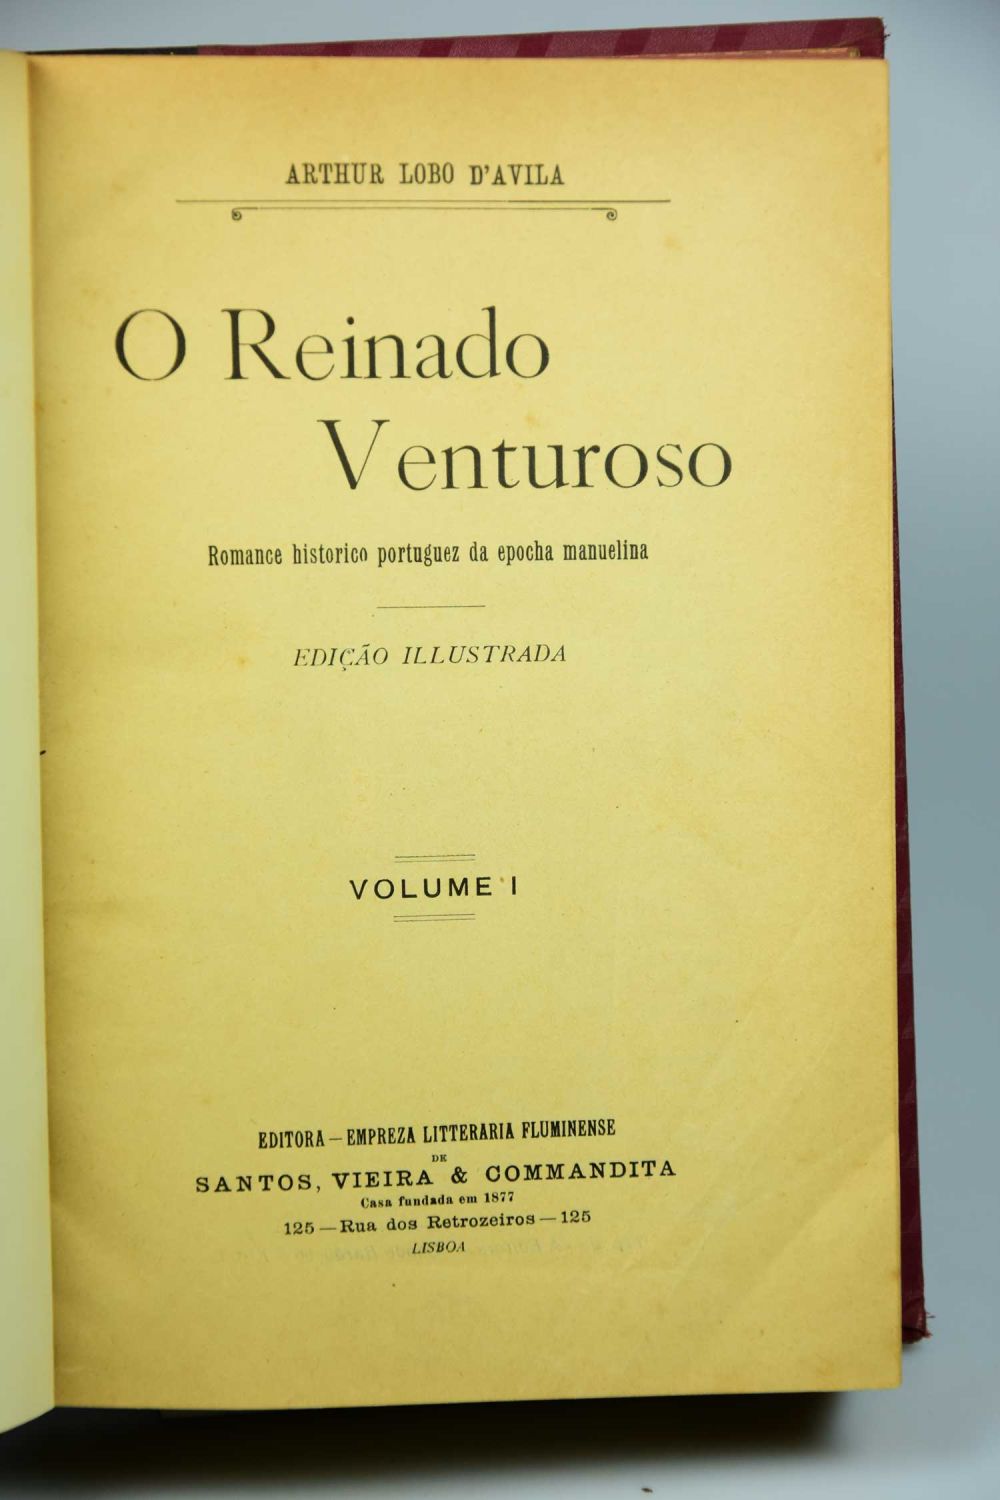 ARTHUR LOBO D'AVILA
O Reinado
Venturoso
Romance historico portuguez da epocha manuelina
EDIÇÃO ILLUSTRADA
VOLUME I
EDITORA — EMPREZA LITTERARIA FLUMINENSE
DE
SANTOS, VIEIRA & COMMANDITA
Casa fundada em 1877
125 — Rua dos Retrozeiros — 125
LISBOA